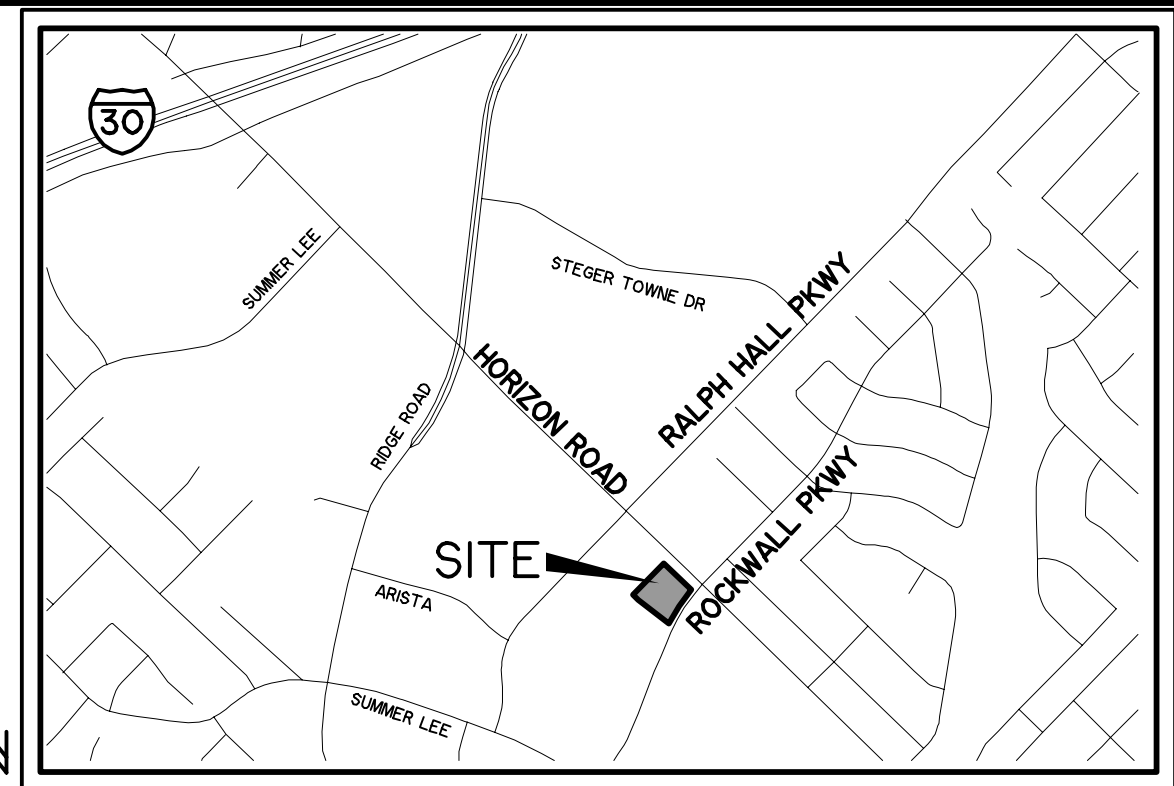 30
SUMMER LEE
STEGER TOWNE DR
RALPH HALL PKWY
HORIZON ROAD
RIDGE ROAD
ROCKWALL PKWY
SITE
ARISTA
SUMMER LEE